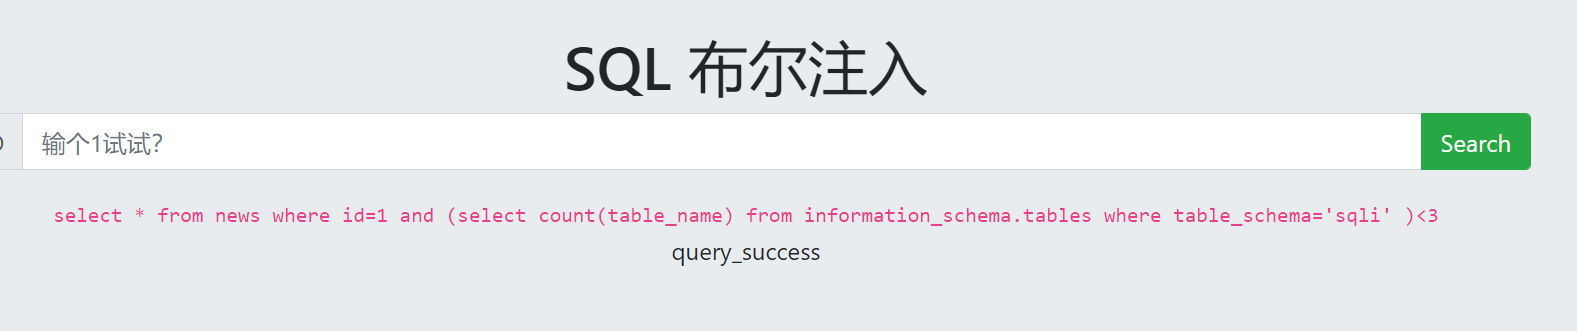 SQL 布尔注入
输个1试试？
Search
select * from news where id=1 and (select count(table_name) from information_schema.tables where table_schema='sqli' )<3
query_success